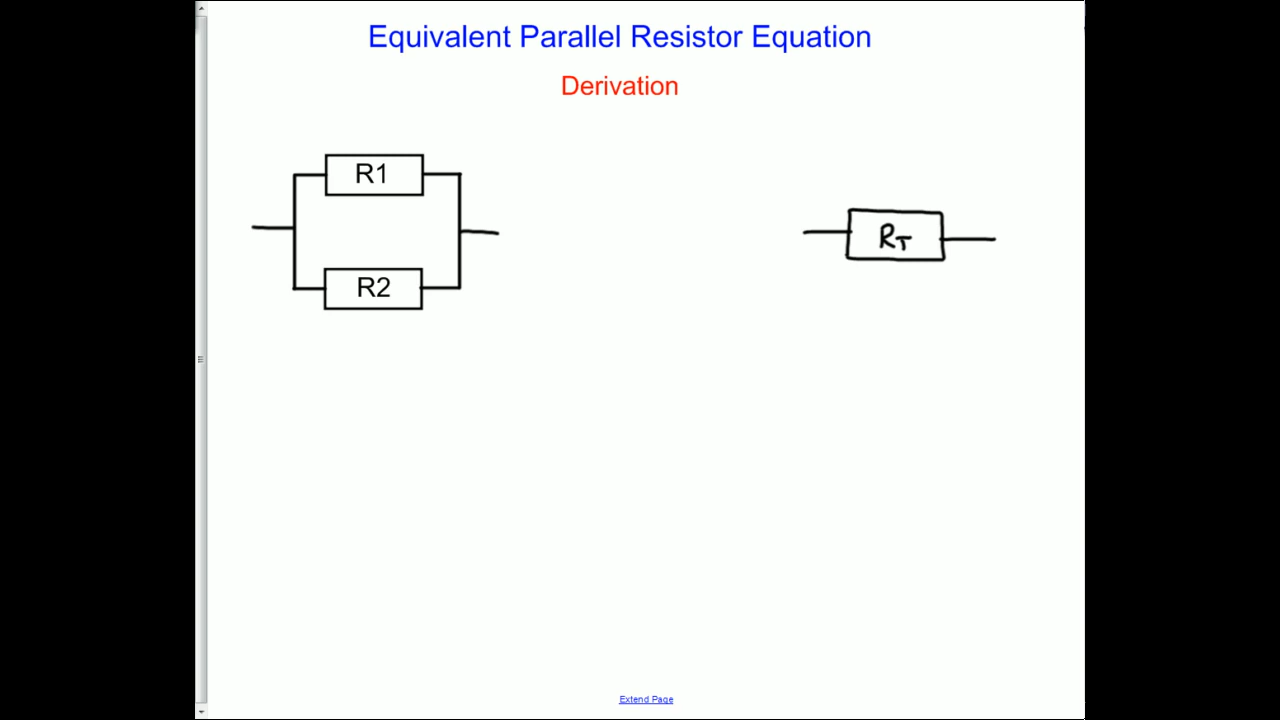 Equivalent Parallel Resistor Equation
Derivation
R1
RT
R2
Extend Page